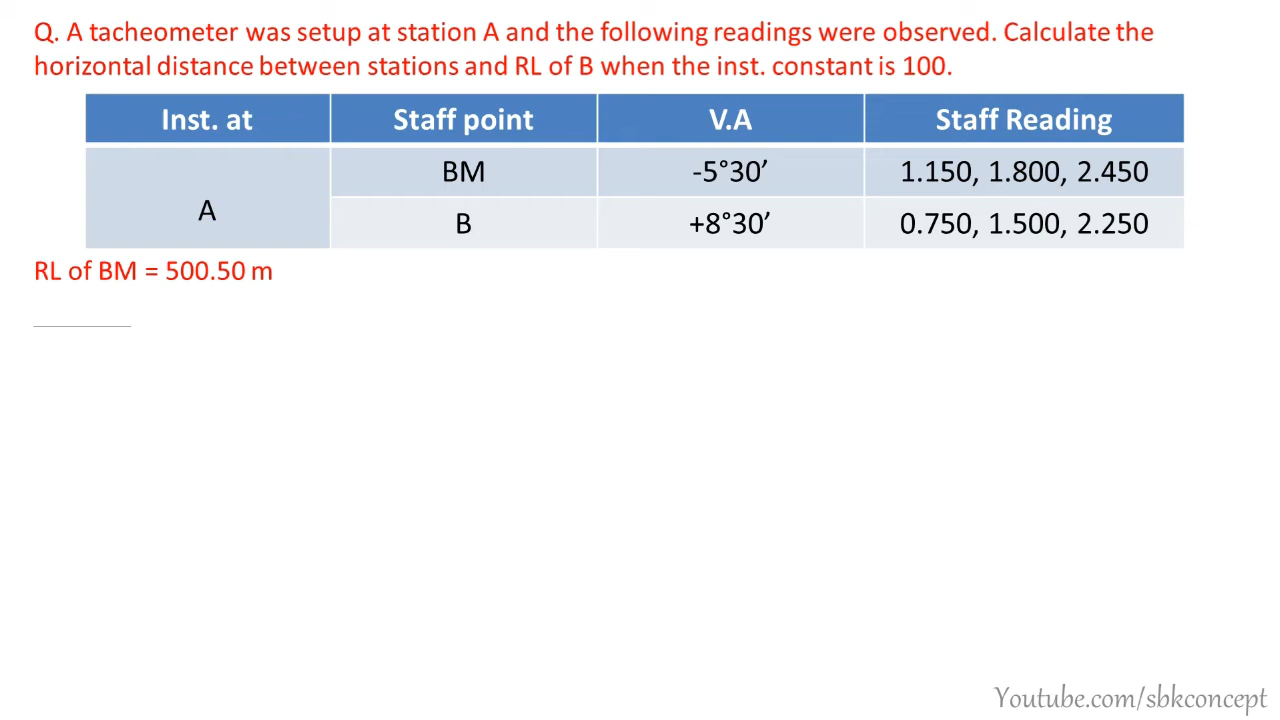 Q. A tacheometer was setup at station A and the following readings were observed. Calculate the
horizontal distance between stations and RL of B when the inst. constant is 100.
Inst. at Staff point V.A Staff Reading
BM -5°30’ 1.150, 1.800, 2.450
A
B +8°30’ 0.750, 1.500, 2.250
RL of BM = 500.50 m
Youtube.com/sbkconcept